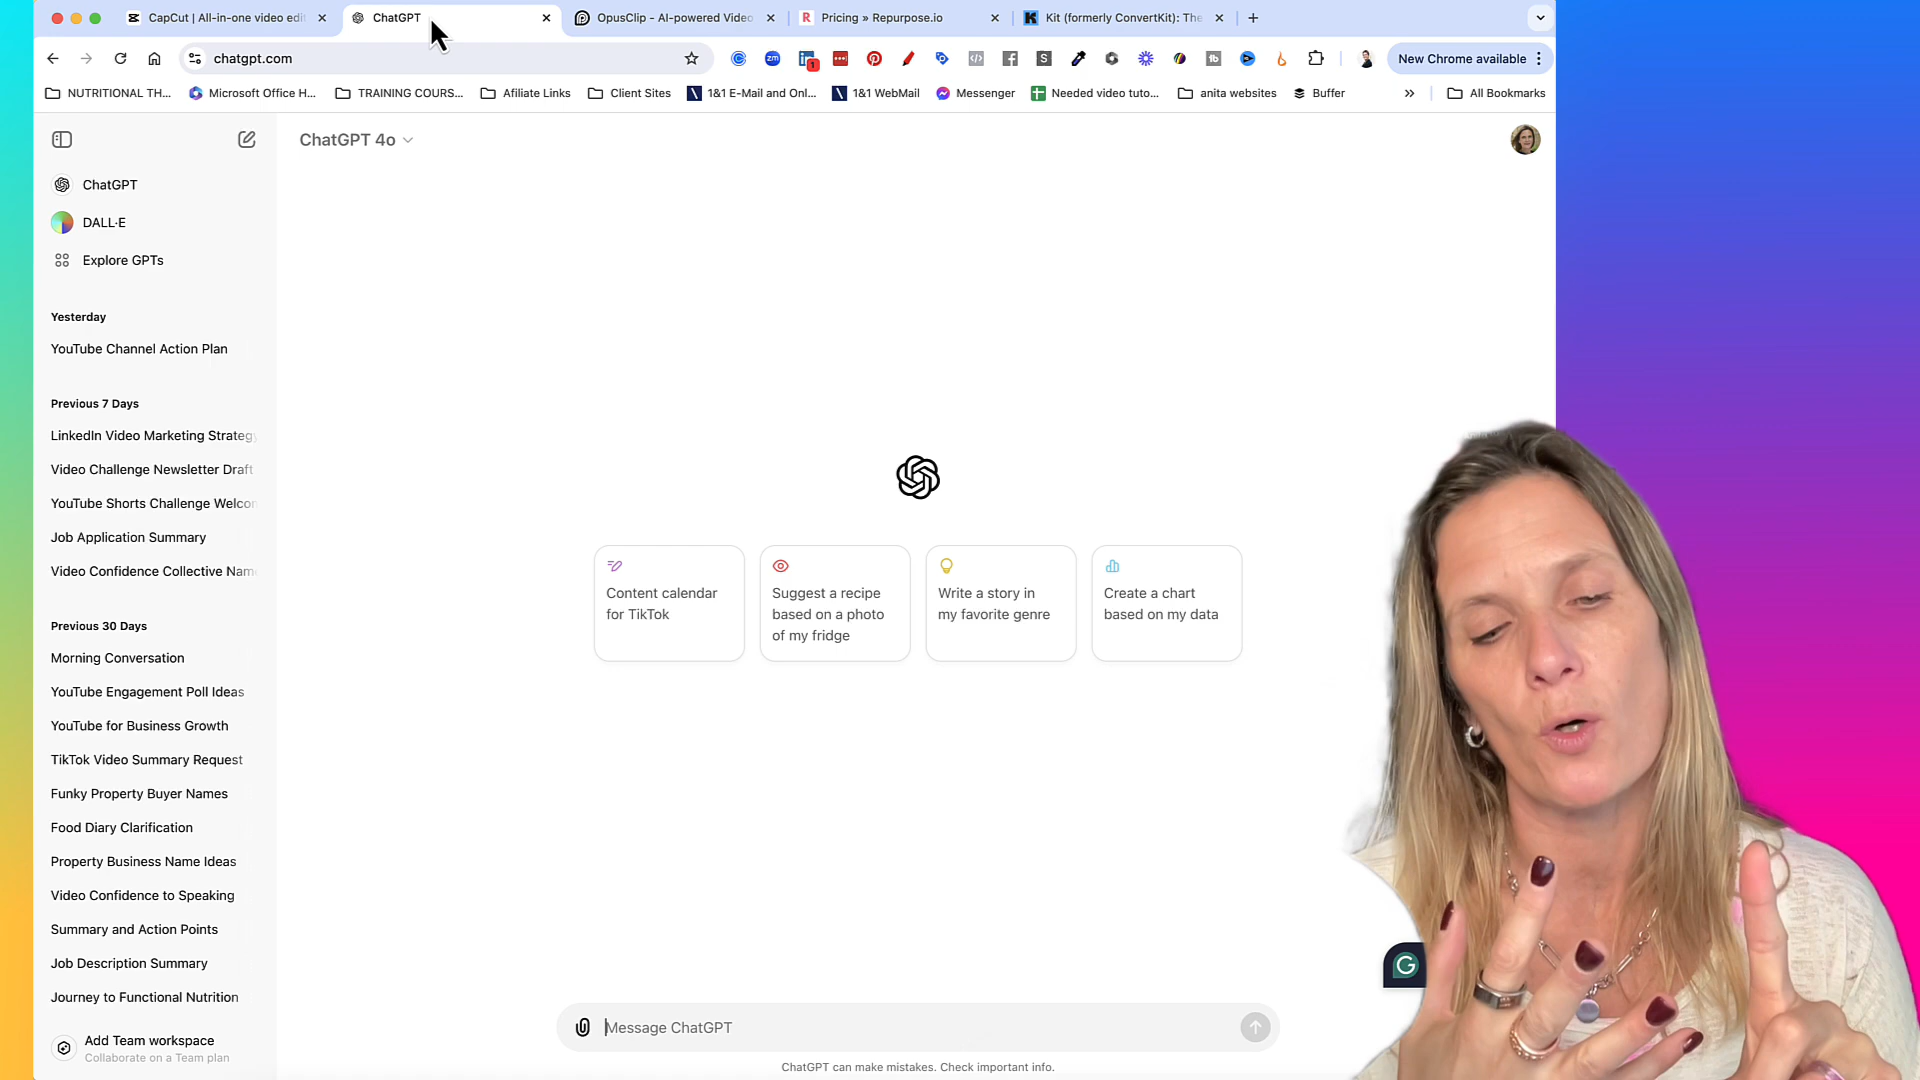 CapCut | All-in-one video edi
ChatGPT
OpusClip - AI-powered Video
Pricing » Repurpose.io
Kit (formerly ConvertKit): The
chatgpt.com
New Chrome available
NUTRITIONAL TH...
Microsoft Office H...
TRAINING COURS...
Afiliate Links
Client Sites
1&1 E-Mail and Onl...
1&1 WebMail
Messenger
Needed video tuto...
anita websites
Buffer
All Bookmarks
ChatGPT 4o
ChatGPT
DALL·E
Explore GPTs
Yesterday
YouTube Channel Action Plan
Previous 7 Days
LinkedIn Video Marketing Strategy
Video Challenge Newsletter Draft
YouTube Shorts Challenge Welcon
Job Application Summary
Video Confidence Collective Name
Previous 30 Days
Morning Conversation
YouTube Engagement Poll Ideas
YouTube for Business Growth
TikTok Video Summary Request
Funky Property Buyer Names
Food Diary Clarification
Property Business Name Ideas
Video Confidence to Speaking
Summary and Action Points
Job Description Summary
Journey to Functional Nutrition
Add Team workspace
Collaborate on a Team plan
Content calendar
for TikTok
Suggest a recipe
based on a photo
of my fridge
Write a story in
my favorite genre
Create a chart
based on my data
Message ChatGPT
ChatGPT can make mistakes. Check important info.